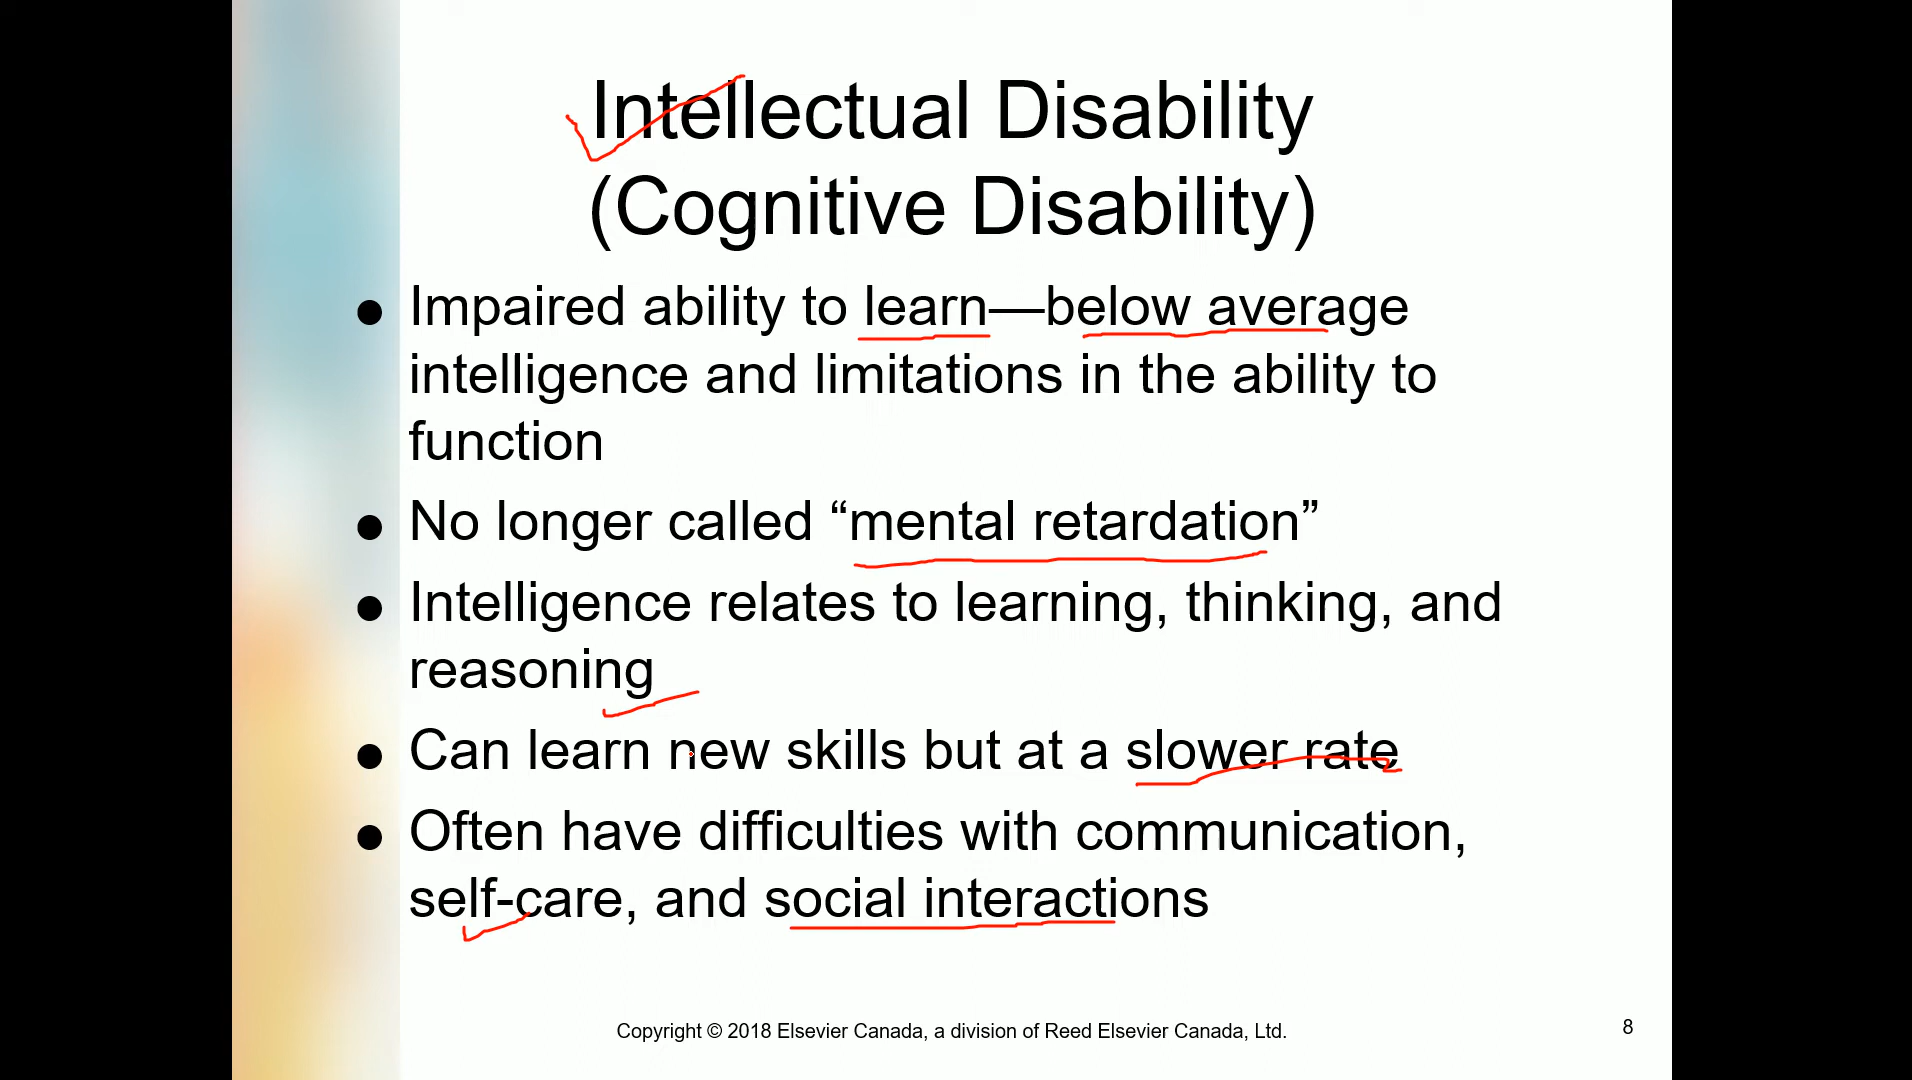 Intellectual Disability
(Cognitive Disability)
● Impaired ability to learn—below average
intelligence and limitations in the ability to
function
● No longer called “mental retardation”
● Intelligence relates to learning, thinking, and
reasoning
● Can learn new skills but at a slower rate
● Often have difficulties with communication,
self-care, and social interactions
Copyright © 2018 Elsevier Canada, a division of Reed Elsevier Canada, Ltd.
8